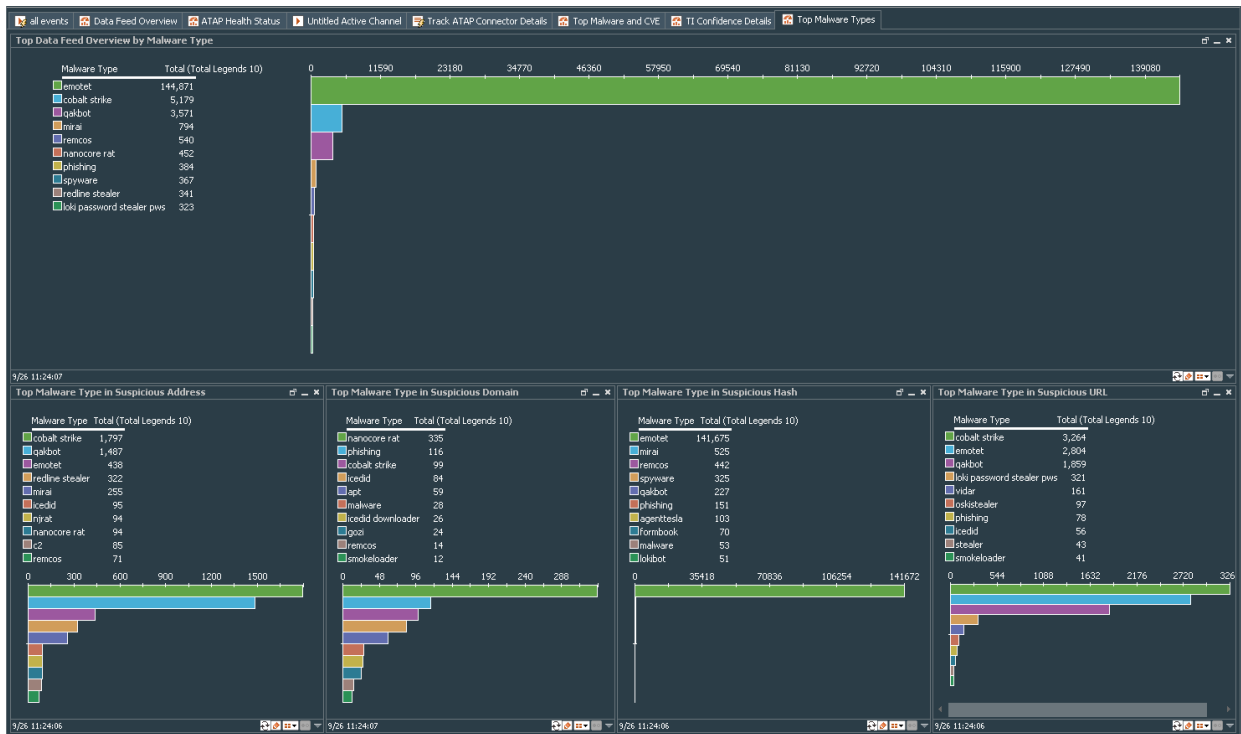 all events Data Feed Overview ATAP Health Status Untitled Active Channel Track ATAP Connector Details Top Malware and CVE TI Confidence Details Top Malware Types
Top Data Feed Overview by Malware Type
Malware Type Total (Total Legends 10)
emotet 144,871
cobalt strike 5,179
qakbot 3,571
mirai 794
remcos 540
nanocore rat 452
phishing 384
spyware 367
redline stealer 341
loki password stealer pws 323
0 11590 23180 34770 46360 57950 69540 81130 92720 104310 115900 127490 139080
9/26 11:24:07
Top Malware Type in Suspicious Address
Malware Type Total (Total Legends 10)
cobalt strike 1,797
qakbot 1,487
emotet 438
redline stealer 322
mirai 255
icedid 95
njrat 94
nanocore rat 94
c2 85
remcos 71
0 300 600 900 1200 1500
9/26 11:24:06
Top Malware Type in Suspicious Domain
Malware Type Total (Total Legends 10)
nanocore rat 335
phishing 116
cobalt strike 99
icedid 84
apt 59
malware 28
icedid downloader 26
gozi 24
remcos 14
smokeloader 12
0 48 96 144 192 240 288
9/26 11:24:07
Top Malware Type in Suspicious Hash
Malware Type Total (Total Legends 10)
emotet 141,675
mirai 525
remcos 442
spyware 325
qakbot 227
phishing 151
agenttesla 103
formbook 70
malware 53
lokibot 51
0 35418 70836 106254 141672
9/26 11:24:06
Top Malware Type in Suspicious URL
Malware Type Total (Total Legends 10)
cobalt strike 3,264
emotet 2,804
qakbot 1,859
loki password stealer pws 321
vidar 161
oskistealer 97
phishing 78
icedid 56
stealer 43
smokeloader 41
0 544 1088 1632 2176 2720 326
9/26 11:24:06